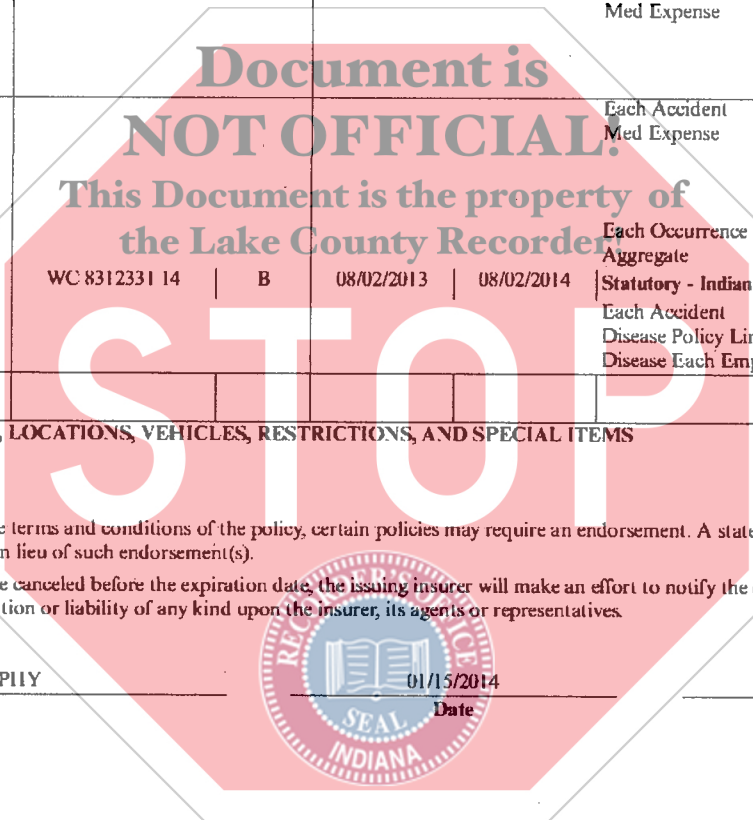 Med Expense
Document is
NOT OFFICIAL!
Each Accident
Med Expense
This Document is the property of
the Lake County Recorder!
Each Occurrence
Aggregate
WC 8312331 14 | B 08/02/2013 | 08/02/2014 Statutory - Indian
Each Accident
Disease Policy Lin
Disease Each Emp
STOP
, LOCATIONS, VEHICLES, RESTRICTIONS, AND SPECIAL ITEMS
e terms and conditions of the policy, certain policies may require an endorsement. A state
n lieu of such endorsement(s).
e canceled before the expiration date, the issuing insurer will make an effort to notify the
tion or liability of any kind upon the insurer, its agents or representatives.
RECORDER'S OFFICE
PHY
01/15/2014
Date
SEAL
INDIANA